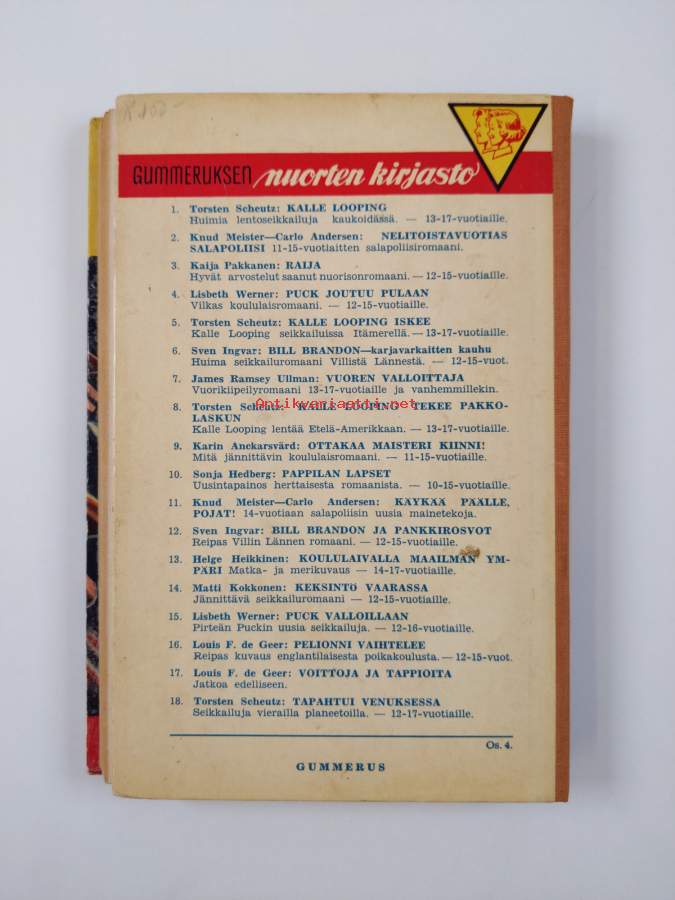 GUMMERUKSEN nuorten kirjasto
1. Torsten Scheutz: KALLE LOOPING
Huimia lentoseikkailuja kaukoidässä. — 13-17-vuotiaille.
2. Knud Meister—Carlo Andersen: NELITOISTAVUOTIAS
SALAPOLIISI 11-15-vuotiaitten salapoliisiromaani.
3. Kaija Pakkanen: RAIJA
Hyvät arvostelut saanut nuorisonromaani. — 12-15-vuotiaille.
4. Lisbeth Werner: PUCK JOUTUU PULAAN
Vilkas koululaisromaani. — 12-15-vuotiaille.
5. Torsten Scheutz: KALLE LOOPING ISKEE
Kalle Looping seikkailuissa Itämerellä. — 13-17-vuotiaille.
6. Sven Ingvar: BILL BRANDON—karjavarkaitten kauhu
Huima seikkailuromaani Villistä Lännestä. — 12-15-vuot.
7. James Ramsey Ullman: VUOREN VALLOITTAJA
Vuorikiipeilyromaani 13-17-vuotiaille ja vanhemmillekin.
Antikvariaatti.net
8. Torsten Scheutz: KALLE LOOPING TEKEE PAKKO-
LASKUN
Kalle Looping lentää Etelä-Amerikkaan. — 13-17-vuotiaille.
9. Karin Anckarsvärd: OTTAKAA MAISTERI KIINNI!
Mitä jännittävin koululaisromaani. — 11-15-vuotiaille.
10. Sonja Hedberg: PAPPILAN LAPSET
Uusintapainos herttaisesta romaanista. — 10-15-vuotiaille.
11. Knud Meister—Carlo Andersen: KÄYKÄÄ PÄÄLLE,
POJAT! 14-vuotiaan salapoliisin uusia mainetekoja.
12. Sven Ingvar: BILL BRANDON JA PANKKIROSVOT
Reipas Villin Lännen romaani. — 12-15-vuotiaille.
13. Helge Heikkinen: KOULULAIVALLA MAAILMAN YM-
PÄRI Matka- ja merikuvaus — 14-17-vuotiaille.
14. Matti Kokkonen: KEKSINTÖ VAARASSA
Jännittävä seikkailuromaani — 12-15-vuotiaille.
15. Lisbeth Werner: PUCK VALLOILLAAN
Pirteän Puckin uusia seikkailuja. — 12-16-vuotiaille.
16. Louis F. de Geer: PELIONNI VAIHTELEE
Reipas kuvaus englantilaisesta poikakoulusta. — 12-15-vuot.
17. Louis F. de Geer: VOITTOJA JA TAPPIOITA
Jatkoa edelliseen.
18. Torsten Scheutz: TAPAHTUI VENUKSESSA
Seikkailuja vierailla planeetoilla. — 12-17-vuotiaille.
Os. 4.
GUMMERUS